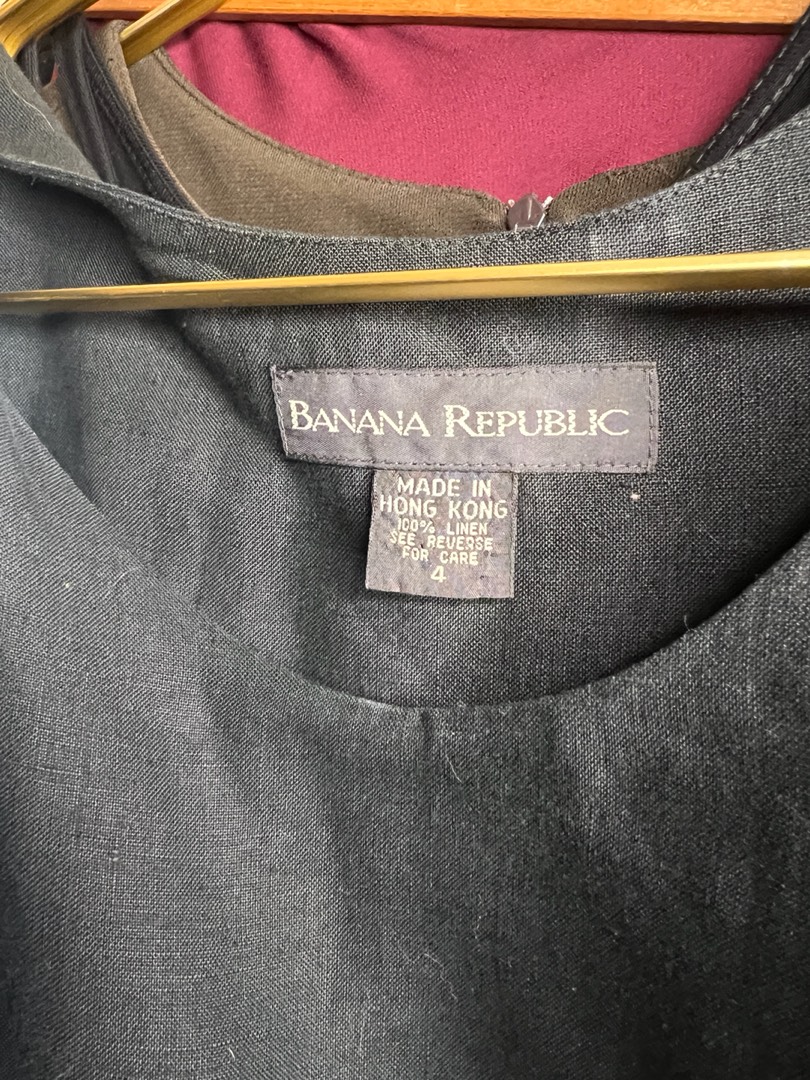 BANANA REPUBLIC
MADE IN
HONG KONG
100% LINEN
SEE REVERSE
FOR CARE
4